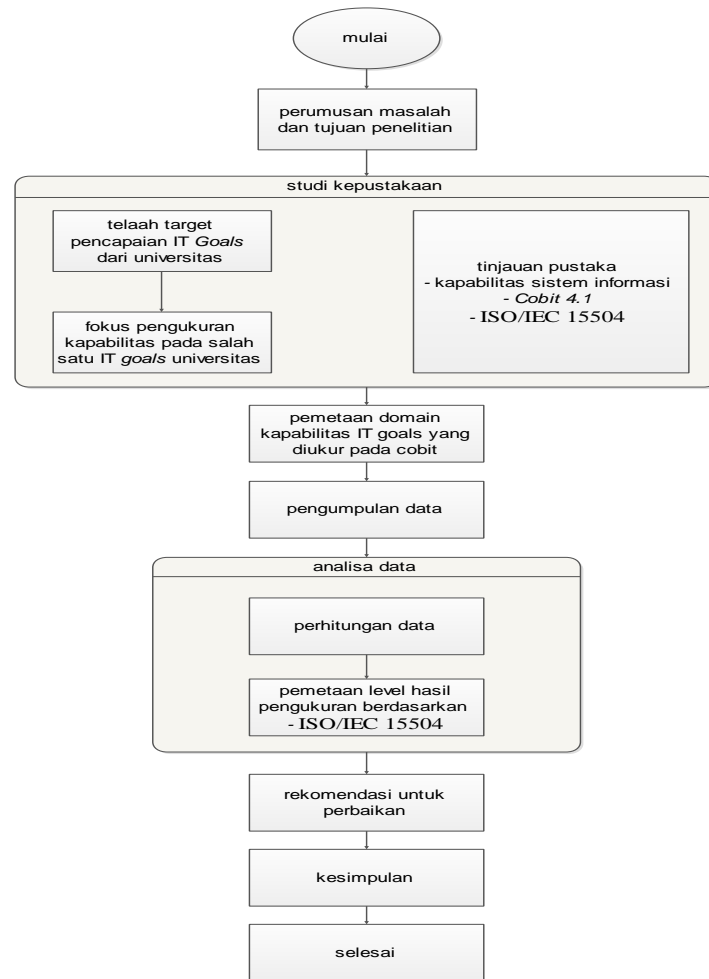 mulai
perumusan masalah
dan tujuan penelitian
studi kepustakaan
telaah target
pencapaian IT Goals
dari universitas
fokus pengukuran
kapabilitas pada salah
satu IT goals universitas
tinjauan pustaka
- kapabilitas sistem informasi
- Cobit 4.1
- ISO/IEC 15504
pemetaan domain
kapabilitas IT goals yang
diukur pada cobit
pengumpulan data
analisa data
perhitungan data
pemetaan level hasil
pengukuran berdasarkan
- ISO/IEC 15504
rekomendasi untuk
perbaikan
kesimpulan
selesai